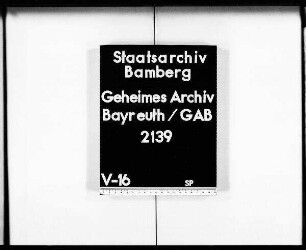 Staatsarchiv
Bamberg
Geheimes Archiv
Bayreuth / GAB
2139
V-16 SP